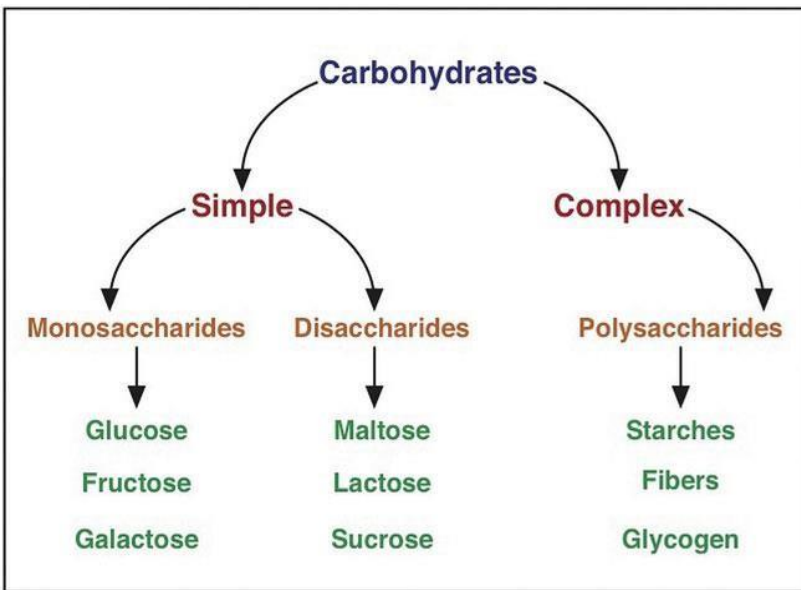 Carbohydrates
Simple
Complex
Monosaccharides
Disaccharides
Polysaccharides
Glucose
Maltose
Starches
Fructose
Lactose
Fibers
Galactose
Sucrose
Glycogen